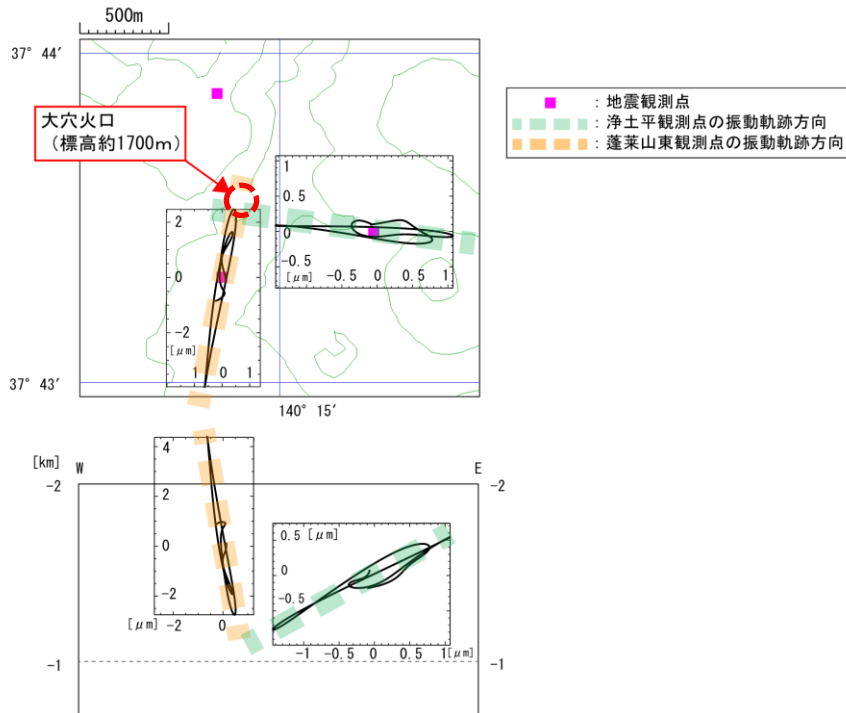 500m
37° 44′
大穴火口
（標高約1700m）
：地震観測点
：浄土平観測点の振動軌跡方向
：蓬莱山東観測点の振動軌跡方向
1
0.5
0
-0.5
[μm]
-0.5
0
0.5
1
2
0
-2
[μm]
1
0
1
37° 43′
140° 15′
[km]
W
E
-2
-2
4
2
0
-2
[μm]
-2
0
0.5
[μm]
0
-0.5
-1
-0.5
0
0.5
1
[μm]
-1
-1